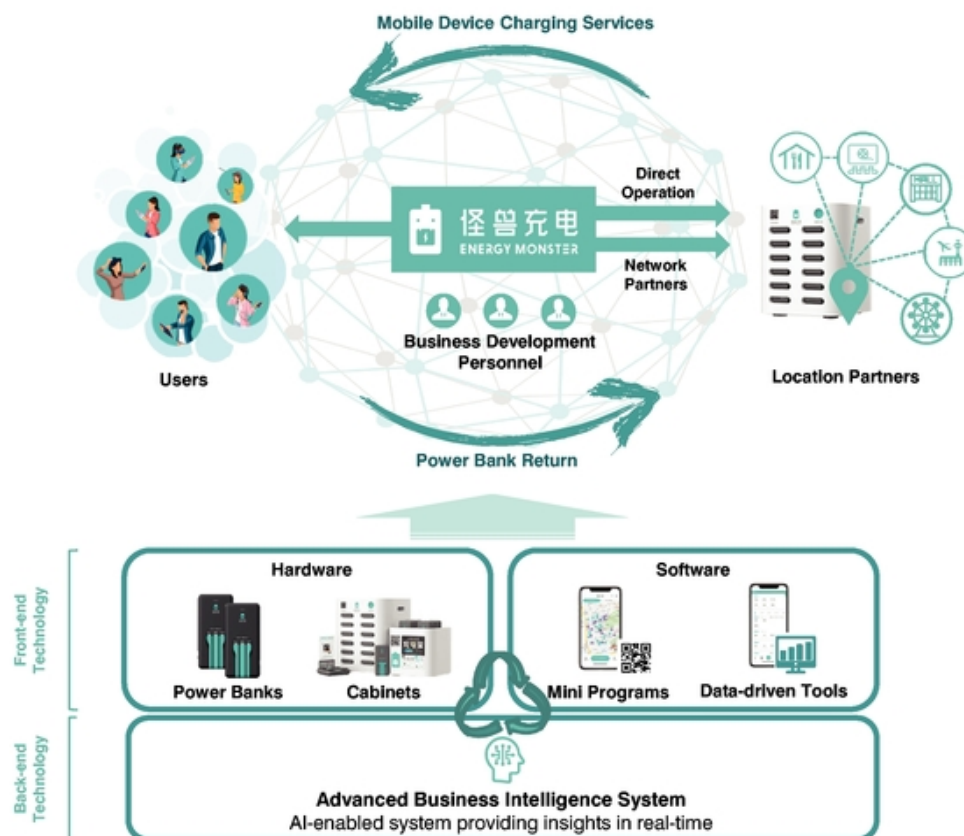 Mobile Device Charging Services
Direct
Operation
怪兽充电
ENERGY MONSTER
Network
Partners
Business Development
Personnel
Users
Location Partners
Power Bank Return
Front-end
Technology
Hardware
Software
Power Banks
Cabinets
Mini Programs
Data-driven Tools
Back-end
Technology
Advanced Business Intelligence System
AI-enabled system providing insights in real-time